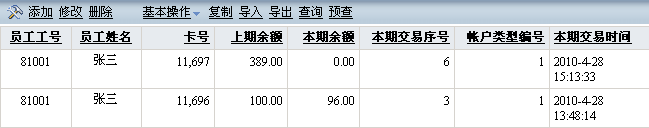 添加 修改 删除 基本操作 复制 导入 导出 查询 预查
员工工号 员工姓名 卡号 上期余额 本期余额 本期交易序号 帐户类型编号 本期交易时间
81001 张三 11,697 389.00 0.00 6 1 2010-4-28
15:13:33
81001 张三 11,696 100.00 96.00 3 1 2010-4-28
13:48:14